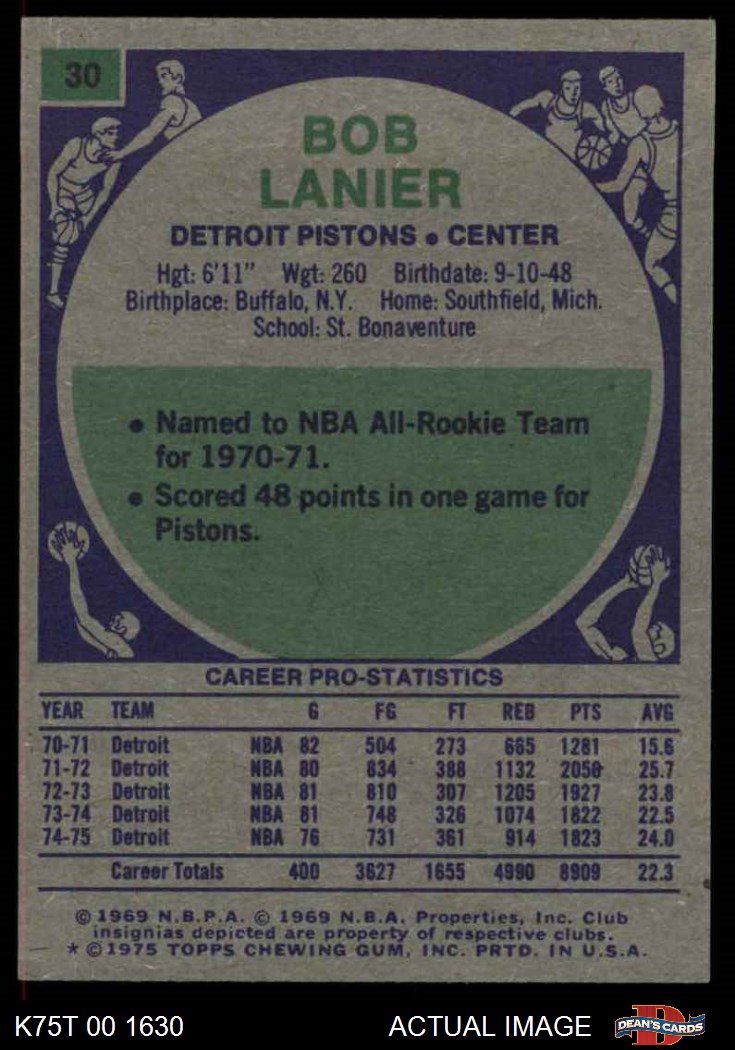 30
BOB
LANIER
DETROIT PISTONS • CENTER
Hgt: 6'11" Wgt: 260 Birthdate: 9-10-48
Birthplace: Buffalo, N.Y. Home: Southfield, Mich.
School: St. Bonaventure
• Named to NBA All-Rookie Team
for 1970-71.
• Scored 48 points in one game for
Pistons.
CAREER PRO-STATISTICS
YEAR TEAM G FG FT REB PTS AVG
70-71 Detroit NBA 82 504 273 665 1281 15.6
71-72 Detroit NBA 80 834 388 1132 2056 25.7
72-73 Detroit NBA 81 810 307 1205 1927 23.8
73-74 Detroit NBA 81 748 326 1074 1822 22.5
74-75 Detroit NBA 76 731 361 914 1823 24.0
Career Totals 400 3627 1655 4990 8909 22.3
© 1969 N.B.P.A. © 1969 N.B.A. Properties, Inc. Club
insignias depicted are property of respective clubs.
* © 1975 TOPPS CHEWING GUM, INC. PRTD. IN U.S.A.
K75T 00 1630 ACTUAL IMAGE D DEAN'S CARDS